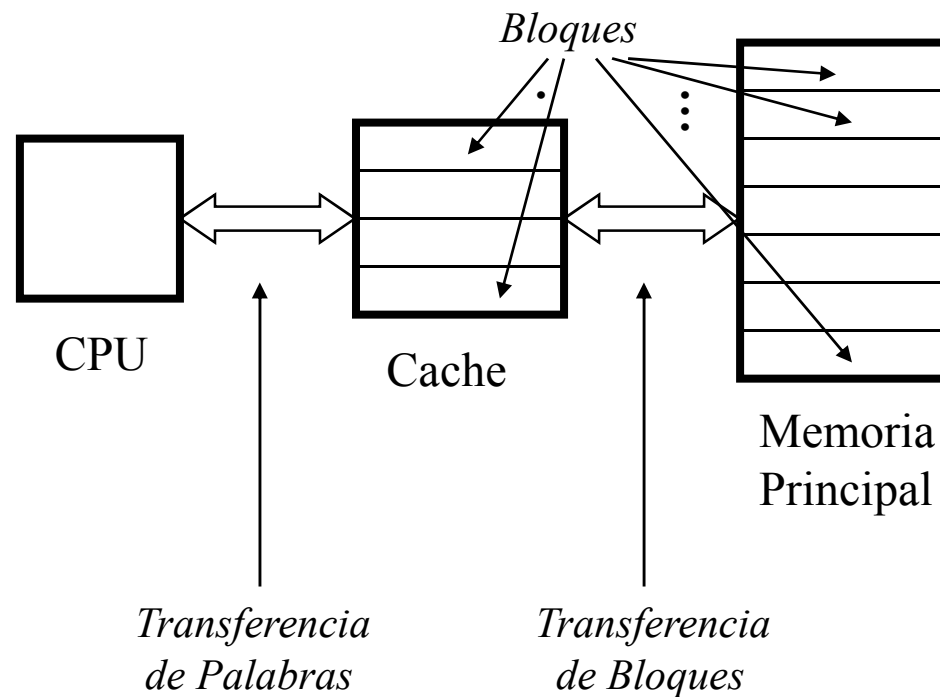 Bloques
CPU
Cache
Memoria
Principal
Transferencia
de Palabras
Transferencia
de Bloques